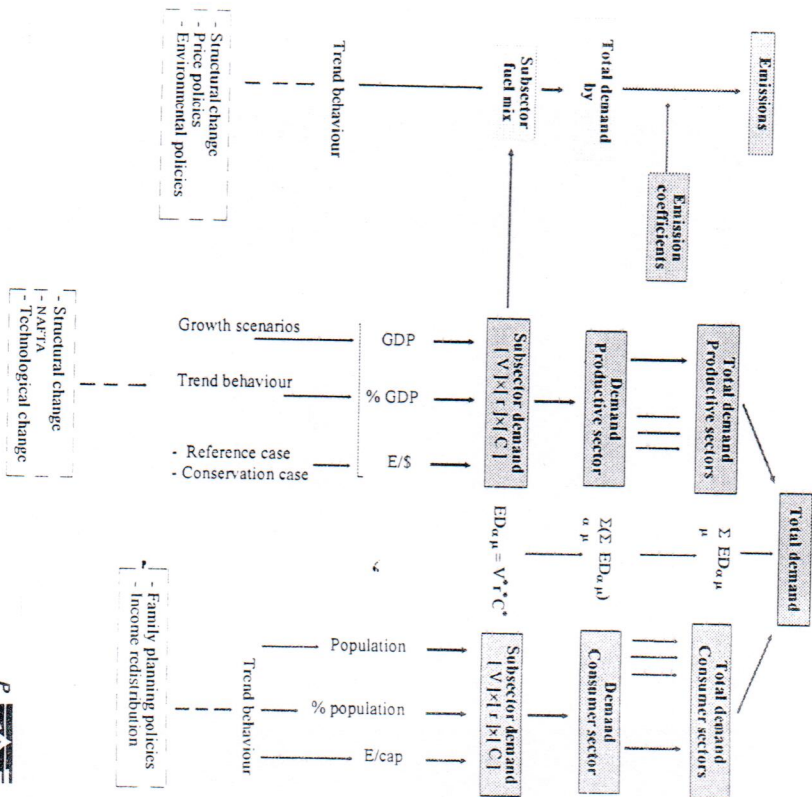 Total demand
Emissions
Emission
coefficients
Total demand
Productive sectors
Σ EDα μ
μ
Total demand
Consumer sectors
Total demand
by
Demand
Productive sector
Σ(Σ EDα μ)
α μ
Demand
Consumer sector
Subsector
fuel mix
Subsector demand
[ V ]×[ r ]×[ C ]
EDα μ = V*r*C*
Subsector demand
[ V ]×[ r ]×[ C ]
GDP
% GDP
E/$
Population
% population
E/cap
Growth scenarios
Trend behaviour
- Reference case
- Conservation case
Trend behaviour
Trend behaviour
- Structural change
- Price policies
- Environmental policies
- Structural change
- NAFTA
- Technological change
- Family planning policies
- Income redistribution
P